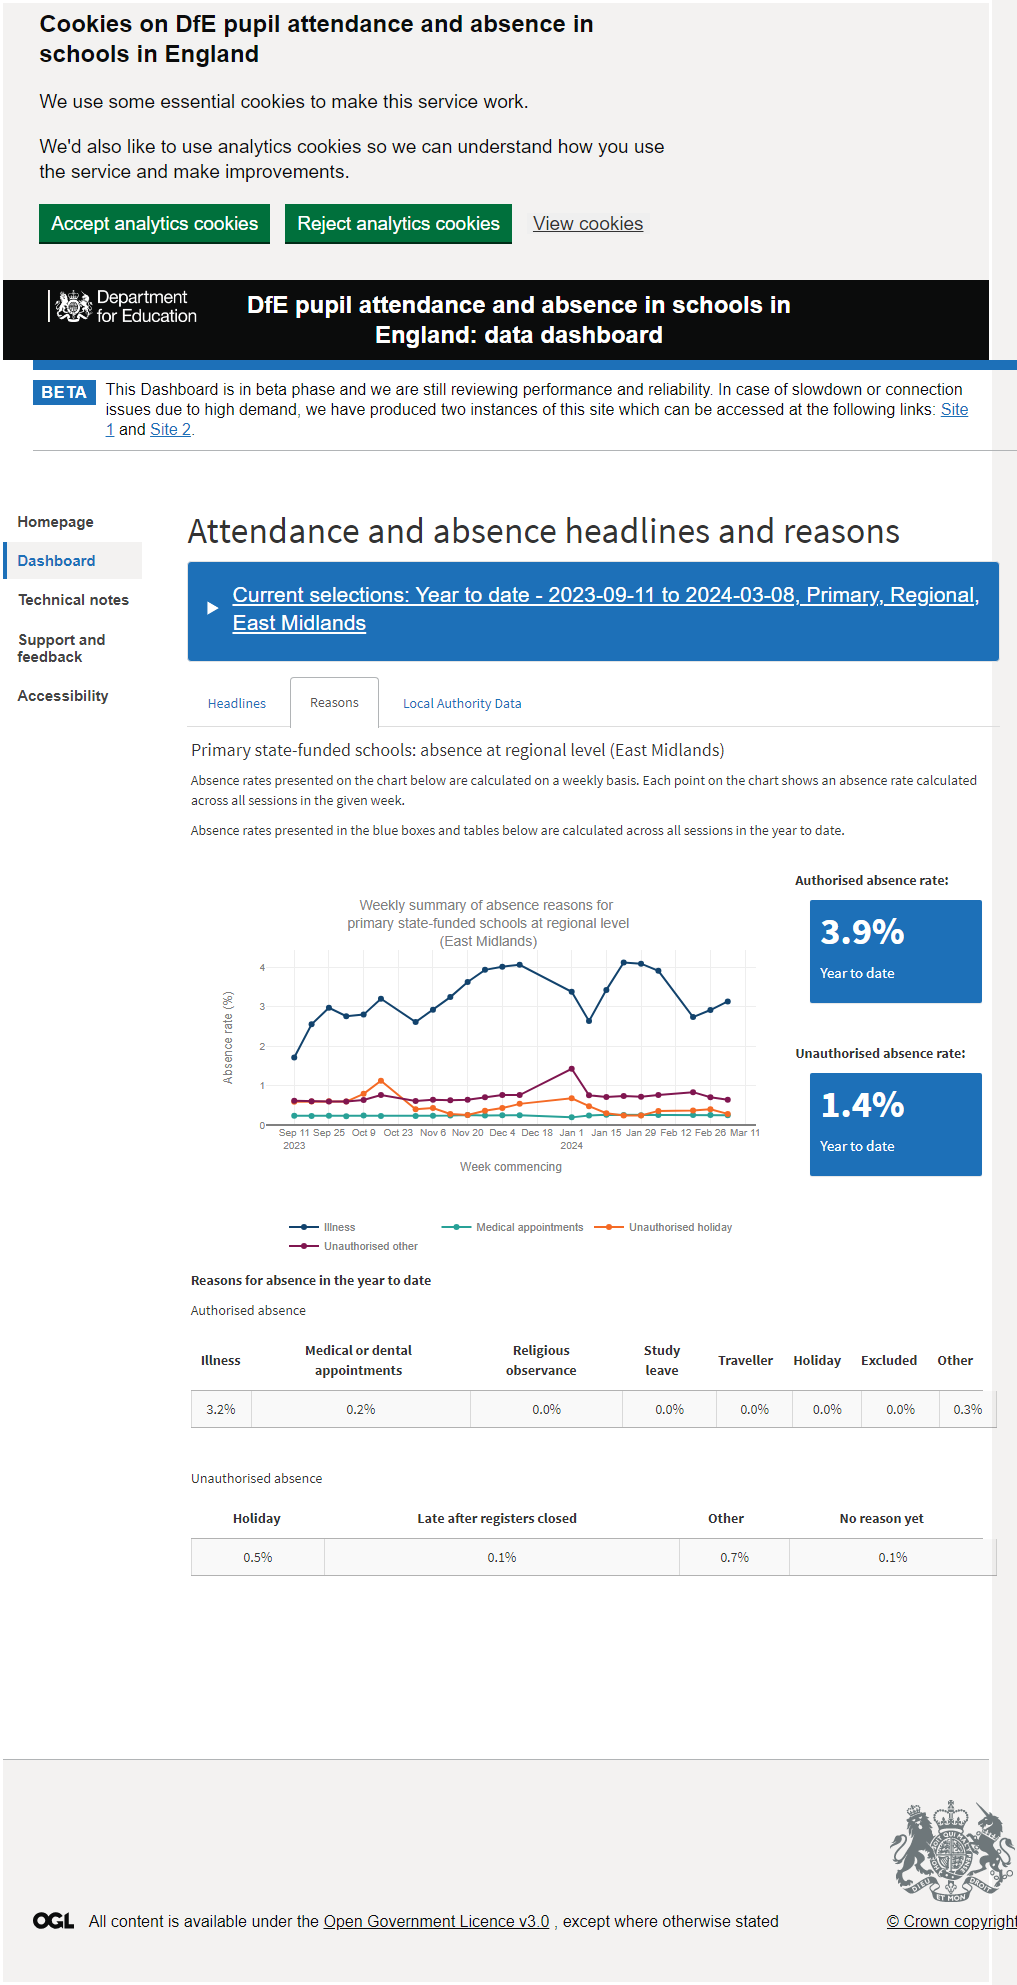 Cookies on DfE pupil attendance and absence in
schools in England
We use some essential cookies to make this service work.
We'd also like to use analytics cookies so we can understand how you use
the service and make improvements.
Accept analytics cookies
Reject analytics cookies
View cookies
Department
for Education
DfE pupil attendance and absence in schools in
England: data dashboard
BETA
This Dashboard is in beta phase and we are still reviewing performance and reliability. In case of slowdown or connection
issues due to high demand, we have produced two instances of this site which can be accessed at the following links: Site
1 and Site 2.
Homepage
Dashboard
Technical notes
Support and
feedback
Accessibility
Attendance and absence headlines and reasons
Current selections: Year to date - 2023-09-11 to 2024-03-08, Primary, Regional,
East Midlands
Headlines
Reasons
Local Authority Data
Primary state-funded schools: absence at regional level (East Midlands)
Absence rates presented on the chart below are calculated on a weekly basis. Each point on the chart shows an absence rate calculated
across all sessions in the given week.
Absence rates presented in the blue boxes and tables below are calculated across all sessions in the year to date.
Weekly summary of absence reasons for
primary state-funded schools at regional level
(East Midlands)
Absence rate (%)
4
3
2
1
0
Sep 11 Sep 25 Oct 9 Oct 23 Nov 6 Nov 20 Dec 4 Dec 18 Jan 1 Jan 15 Jan 29 Feb 12 Feb 26 Mar 11
2023 2024
Week commencing
Illness
Medical appointments
Unauthorised holiday
Unauthorised other
Authorised absence rate:
3.9%
Year to date
Unauthorised absence rate:
1.4%
Year to date
Reasons for absence in the year to date
Authorised absence
Illness
Medical or dental
appointments
Religious
observance
Study
leave
Traveller
Holiday
Excluded
Other
3.2% 0.2% 0.0% 0.0% 0.0% 0.0% 0.0% 0.3%
Unauthorised absence
Holiday Late after registers closed Other No reason yet
0.5% 0.1% 0.7% 0.1%
DIEU ET MON DROIT
OGL
All content is available under the Open Government Licence v3.0 , except where otherwise stated
© Crown copyright